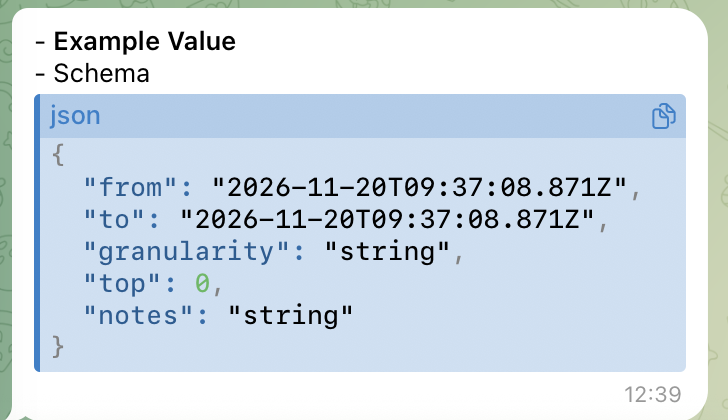 - Example Value
- Schema
json
{
"from": "2026-11-20T09:37:08.871Z",
"to": "2026-11-20T09:37:08.871Z",
"granularity": "string",
"top": 0,
"notes": "string"
}
12:39